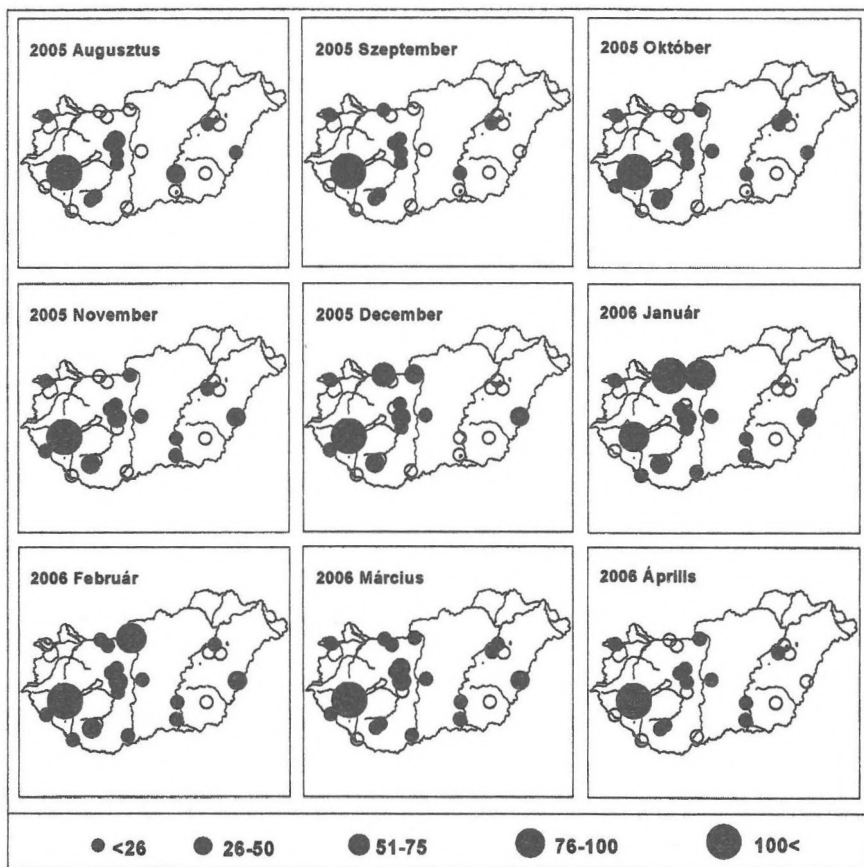 2005 Augusztus 2005 Szeptember 2005 Október
2005 November 2005 December 2006 Január
2006 Február 2006 Március 2006 Április
<26 26-50 51-75 76-100 100<